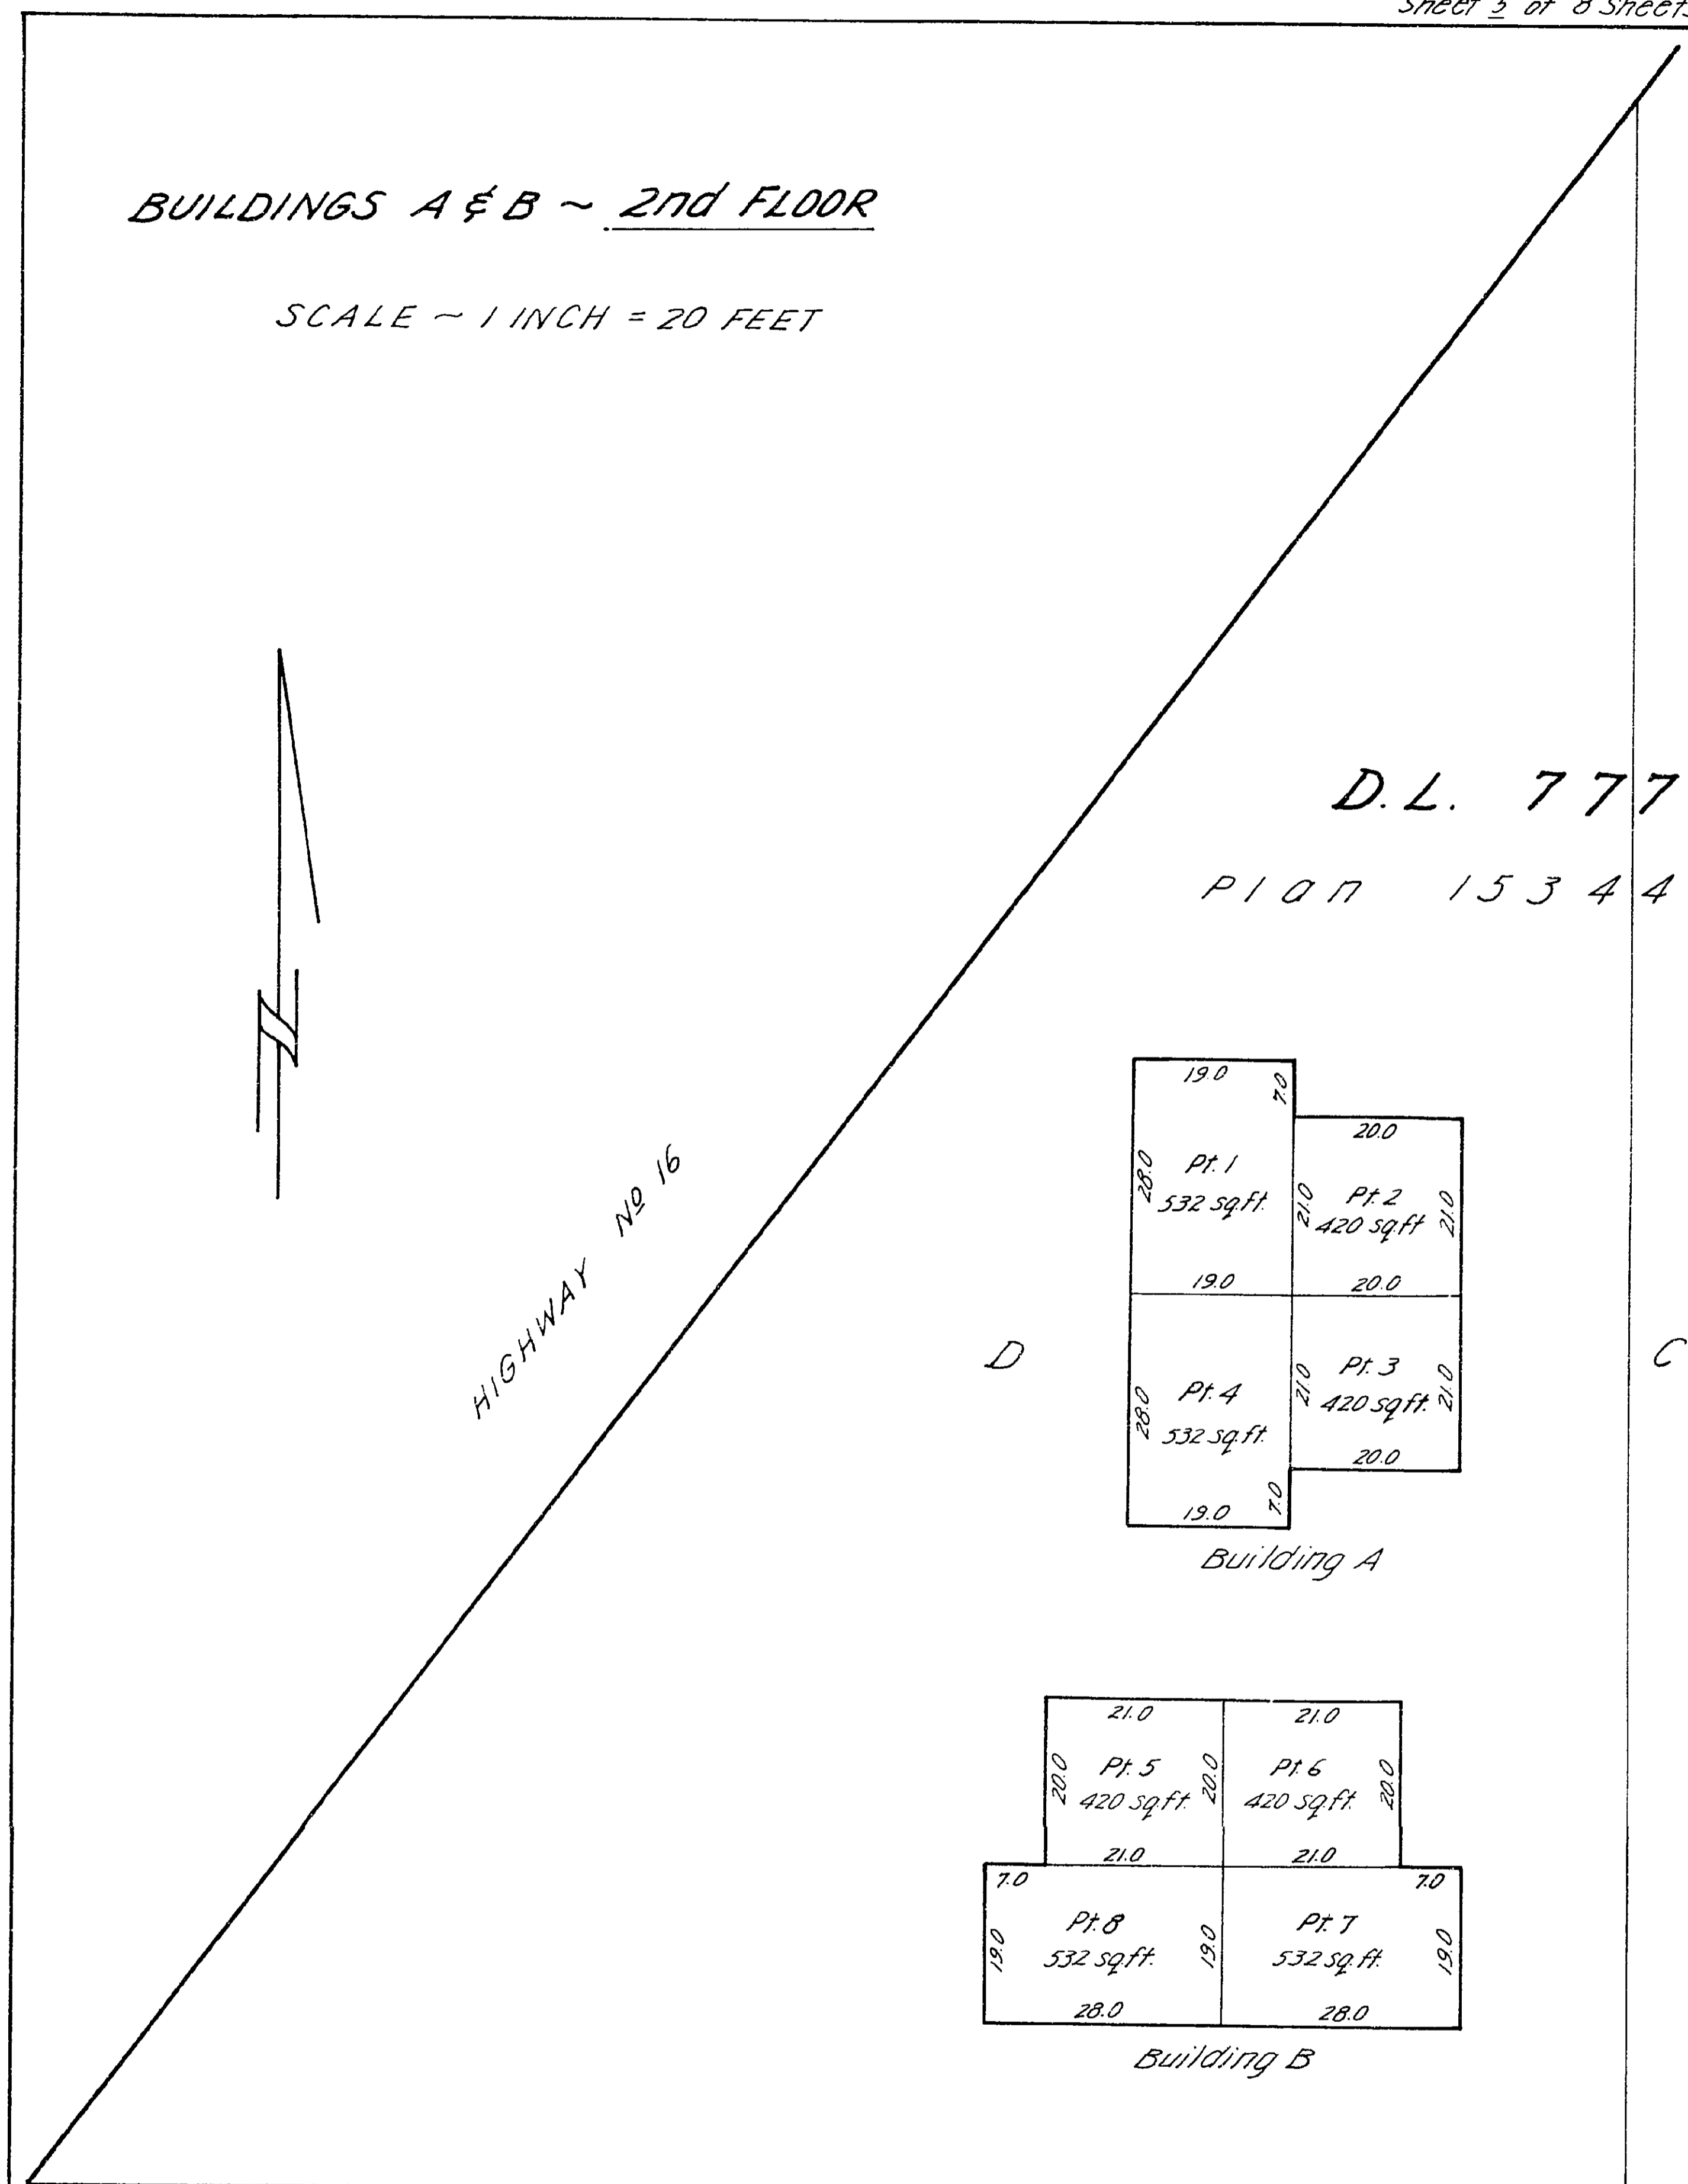 Sheet 5 of 8 Sheets
BUILDINGS A & B ~ 2nd FLOOR
SCALE ~ 1 INCH = 20 FEET
D.L. 777
Plan 15344
N
HIGHWAY Nº 16
D
C
19.0
7.0
28.0
Pt. 1
532 sq.ft.
19.0
20.0
21.0
Pt. 2
420 sq.ft
21.0
20.0
28.0
Pt. 4
532 sq.ft.
19.0
7.0
21.0
Pt. 3
420 sq.ft.
21.0
20.0
Building A
21.0
20.0
Pt. 5
420 sq.ft.
20.0
21.0
21.0
Pt. 6
420 sq.ft.
20.0
21.0
7.0
19.0
Pt. 8
532 sq.ft.
19.0
28.0
7.0
Pt. 7
532 sq.ft.
19.0
28.0
Building B